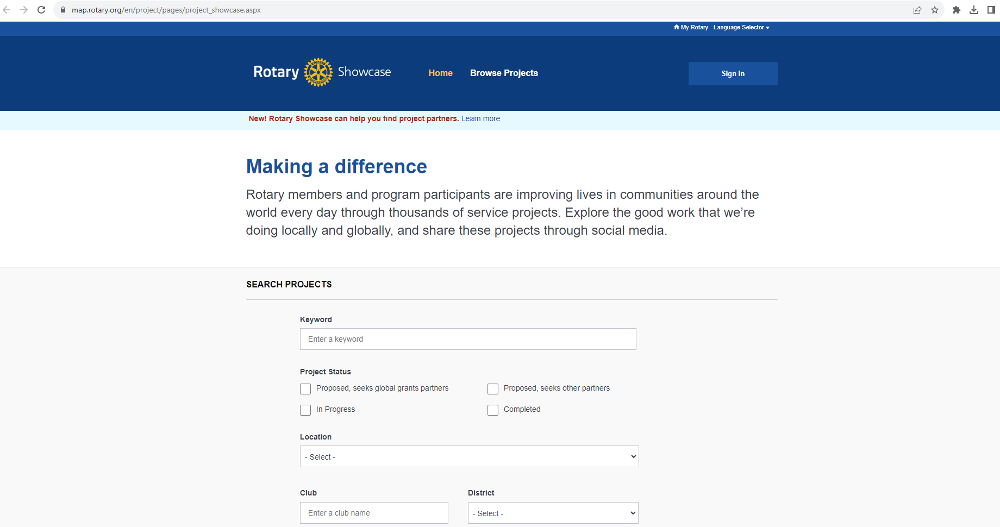 map.rotary.org/en/project/pages/project_showcase.aspx
My Rotary Language Selector
Rotary Showcase Home Browse Projects Sign In
ROTARY
INTERNATIONAL
New! Rotary Showcase can help you find project partners. Learn more
Making a difference
Rotary members and program participants are improving lives in communities around the
world every day through thousands of service projects. Explore the good work that we’re
doing locally and globally, and share these projects through social media.
SEARCH PROJECTS
Keyword
Enter a keyword
Project Status
Proposed, seeks global grants partners Proposed, seeks other partners
In Progress Completed
Location
- Select -
Club District
Enter a club name - Select -